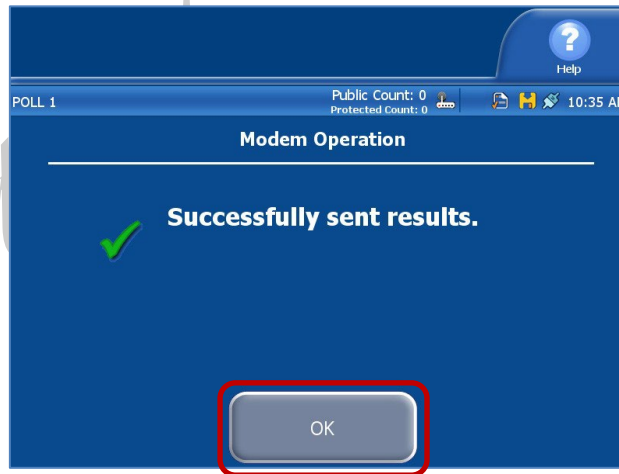 Help
POLL 1
Public Count: 0
Protected Count: 0
10:35 A
Modem Operation
Successfully sent results.
OK